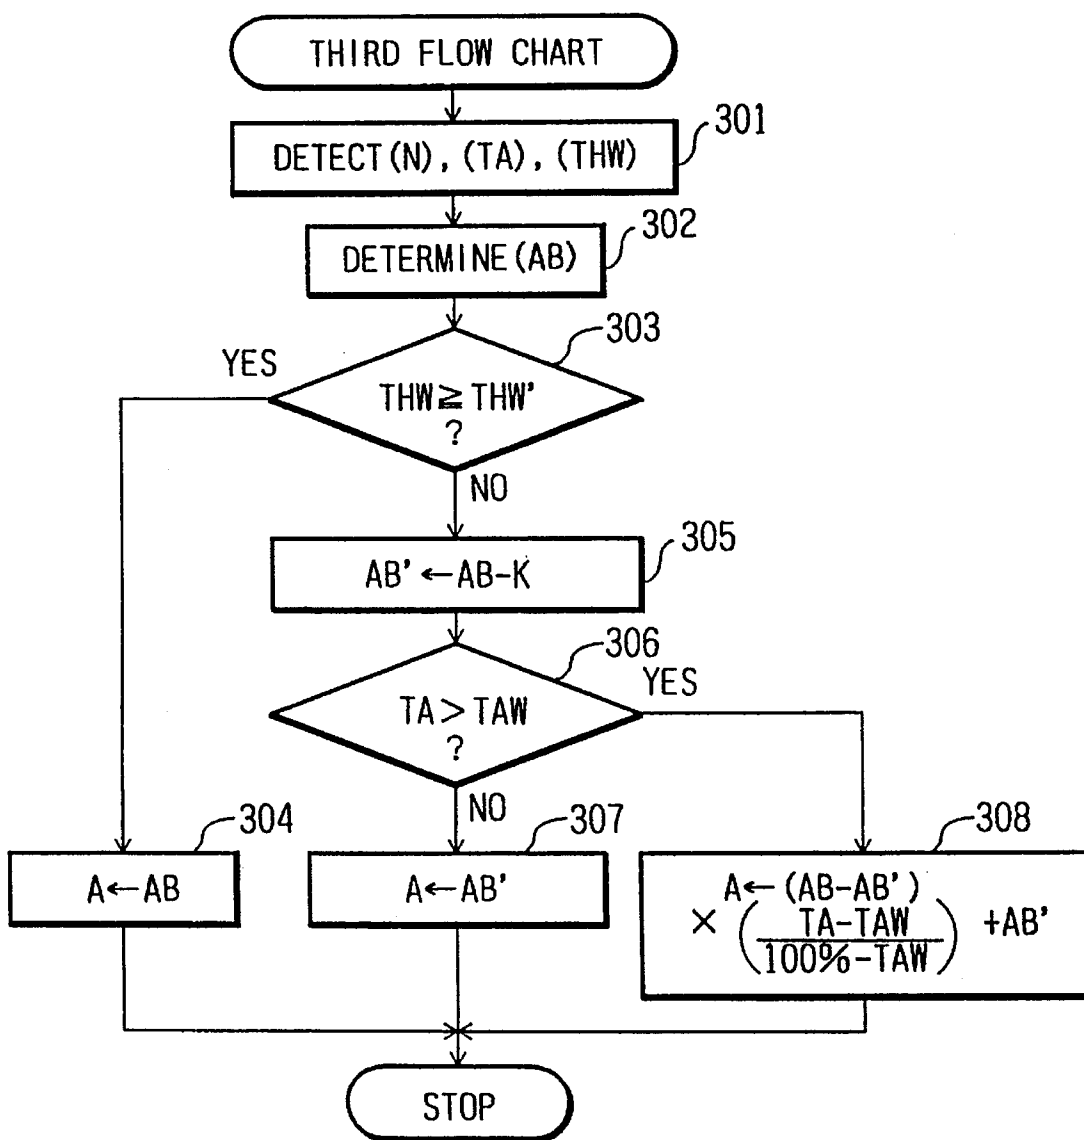 THIRD FLOW CHART
301
DETECT(N), (TA), (THW)
302
DETERMINE(AB)
303
YES
THW≧THW'
?
NO
305
AB'←AB-K
306
YES
TA>TAW
?
NO
304
A←AB
307
A←AB'
308
A←(AB-AB')
×(TA-TAW
100%-TAW) +AB'
STOP